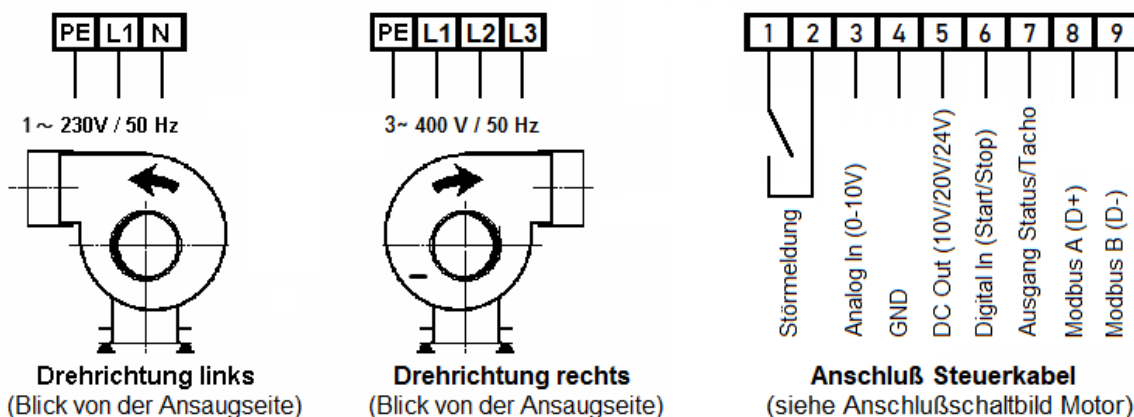 PE L1 N
1 ~ 230V / 50 Hz
Drehrichtung links
(Blick von der Ansaugseite)
PE L1 L2 L3
3~ 400 V / 50 Hz
Drehrichtung rechts
(Blick von der Ansaugseite)
1 2 3 4 5 6 7 8 9
Störmeldung
Analog In (0-10V)
GND
DC Out (10V/20V/24V)
Digital In (Start/Stop)
Ausgang Status/Tacho
Modbus A (D+)
Modbus B (D-)
Anschluß Steuerkabel
(siehe Anschlußschaltbild Motor)